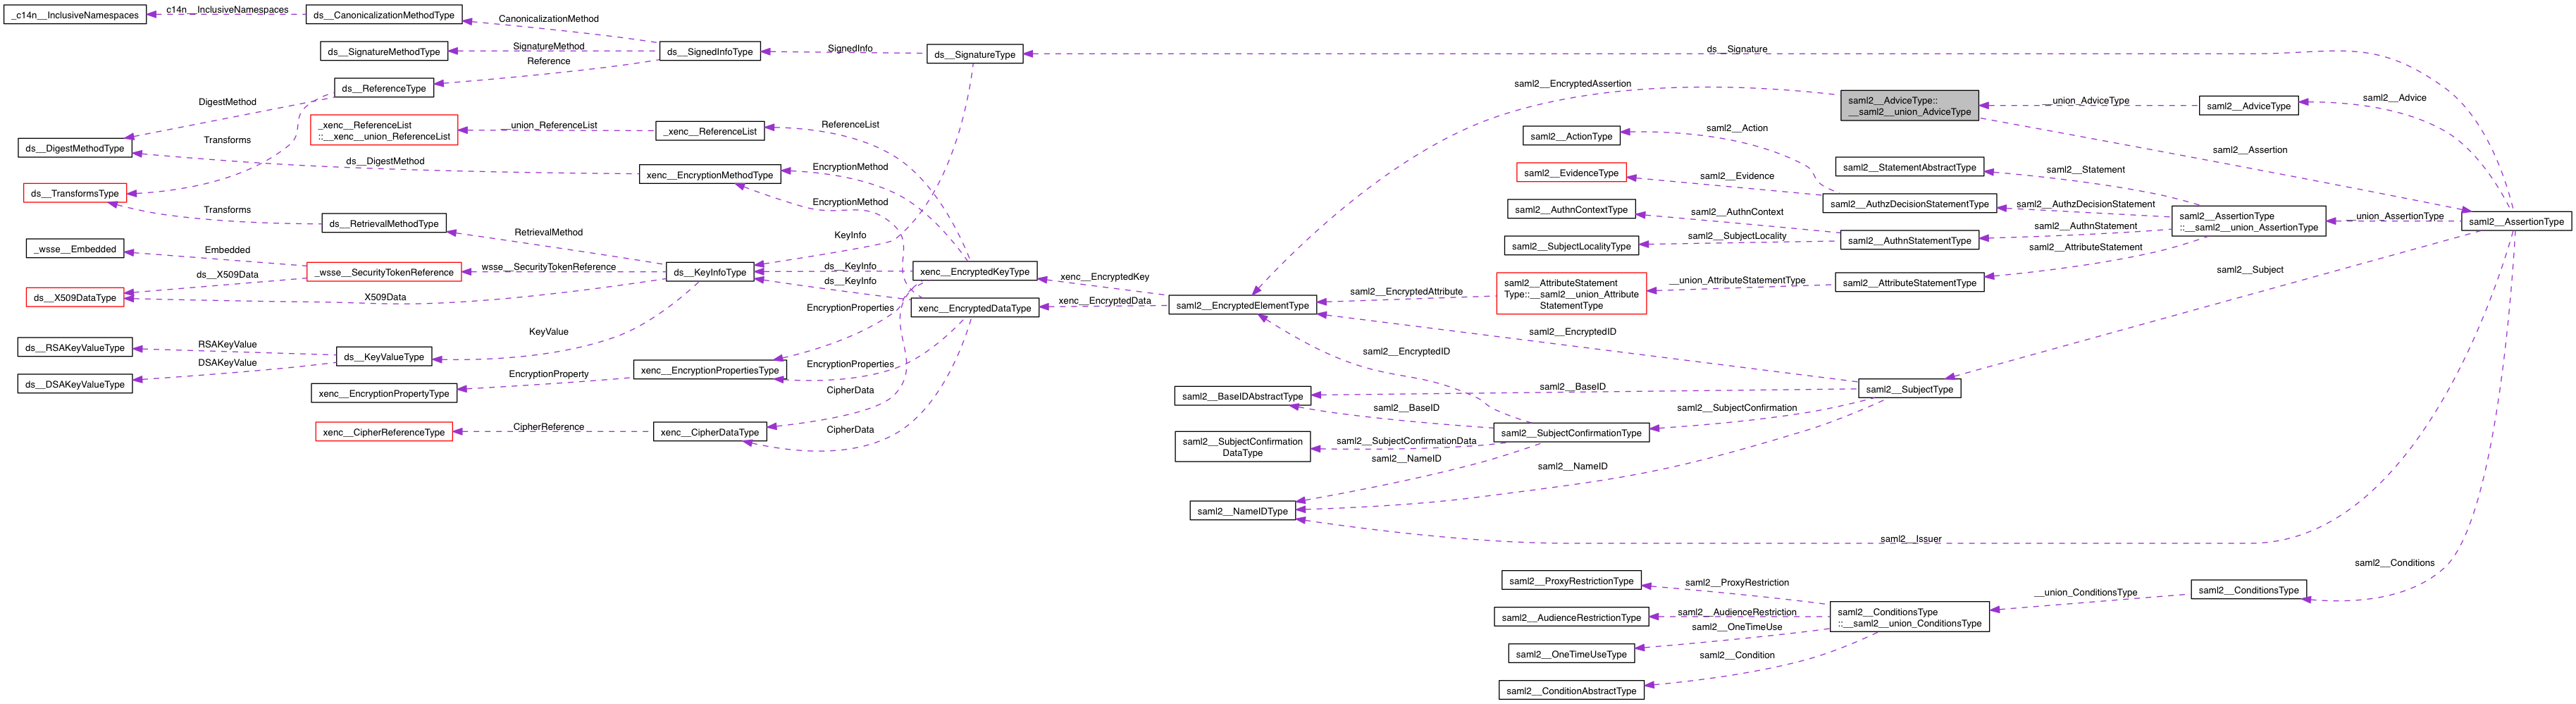 _c14n__InclusiveNamespaces
c14n__InclusiveNamespaces
ds__CanonicalizationMethodType
CanonicalizationMethod
ds__SignatureMethodType
SignatureMethod
ds__SignedInfoType
SignedInfo
ds__SignatureType
ds__Signature
Reference
ds__ReferenceType
DigestMethod
Transforms
ds__DigestMethodType
_xenc__ReferenceList
::__xenc__union_ReferenceList
__union_ReferenceList
_xenc__ReferenceList
ReferenceList
ds__DigestMethod
xenc__EncryptionMethodType
EncryptionMethod
EncryptionMethod
ds__TransformsType
Transforms
ds__RetrievalMethodType
RetrievalMethod
KeyInfo
_wsse__Embedded
Embedded
_wsse__SecurityTokenReference
wsse__SecurityTokenReference
ds__KeyInfoType
ds__KeyInfo
ds__KeyInfo
xenc__EncryptedKeyType
xenc__EncryptedKey
ds__X509Data
ds__X509DataType
X509Data
EncryptionProperties
xenc__EncryptedDataType
xenc__EncryptedData
saml2__EncryptedElementType
KeyValue
ds__RSAKeyValueType
RSAKeyValue
ds__KeyValueType
DSAKeyValue
ds__DSAKeyValueType
EncryptionProperty
xenc__EncryptionPropertyType
xenc__EncryptionPropertiesType
EncryptionProperties
CipherData
xenc__CipherReferenceType
CipherReference
xenc__CipherDataType
CipherData
saml2__EncryptedAssertion
saml2__AdviceType::
__saml2__union_AdviceType
__union_AdviceType
saml2__AdviceType
saml2__Advice
saml2__ActionType
saml2__Action
saml2__Assertion
saml2__EvidenceType
saml2__Evidence
saml2__StatementAbstractType
saml2__Statement
saml2__AuthzDecisionStatementType
saml2__AuthzDecisionStatement
saml2__AuthnContextType
saml2__AuthnContext
saml2__AssertionType
::__saml2__union_AssertionType
__union_AssertionType
saml2__AssertionType
saml2__SubjectLocalityType
saml2__SubjectLocality
saml2__AuthnStatementType
saml2__AuthnStatement
saml2__AttributeStatement
saml2__EncryptedAttribute
saml2__AttributeStatement
Type::__saml2__union_Attribute
StatementType
__union_AttributeStatementType
saml2__AttributeStatementType
saml2__Subject
saml2__EncryptedID
saml2__EncryptedID
saml2__BaseIDAbstractType
saml2__BaseID
saml2__BaseID
saml2__SubjectType
saml2__SubjectConfirmation
saml2__SubjectConfirmationType
saml2__SubjectConfirmation
DataType
saml2__SubjectConfirmationData
saml2__NameID
saml2__NameID
saml2__NameIDType
saml2__Issuer
saml2__Conditions
saml2__ProxyRestrictionType
saml2__ProxyRestriction
saml2__AudienceRestrictionType
saml2__AudienceRestriction
saml2__ConditionsType
::__saml2__union_ConditionsType
__union_ConditionsType
saml2__ConditionsType
saml2__OneTimeUse
saml2__OneTimeUseType
saml2__Condition
saml2__ConditionAbstractType